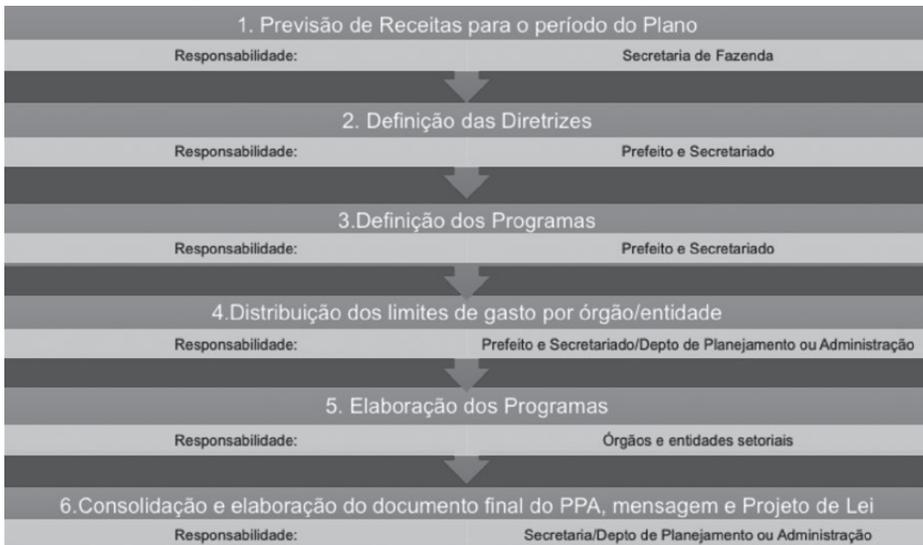 1. Previsão de Receitas para o período do Plano
Responsabilidade: Secretaria de Fazenda
2. Definição das Diretrizes
Responsabilidade: Prefeito e Secretariado
3.Definição dos Programas
Responsabilidade: Prefeito e Secretariado
4.Distribuição dos limites de gasto por órgão/entidade
Responsabilidade: Prefeito e Secretariado/Depto de Planejamento ou Administração
5. Elaboração dos Programas
Responsabilidade: Órgãos e entidades setoriais
6.Consolidação e elaboração do documento final do PPA, mensagem e Projeto de Lei
Responsabilidade: Secretaria/Depto de Planejamento ou Administração